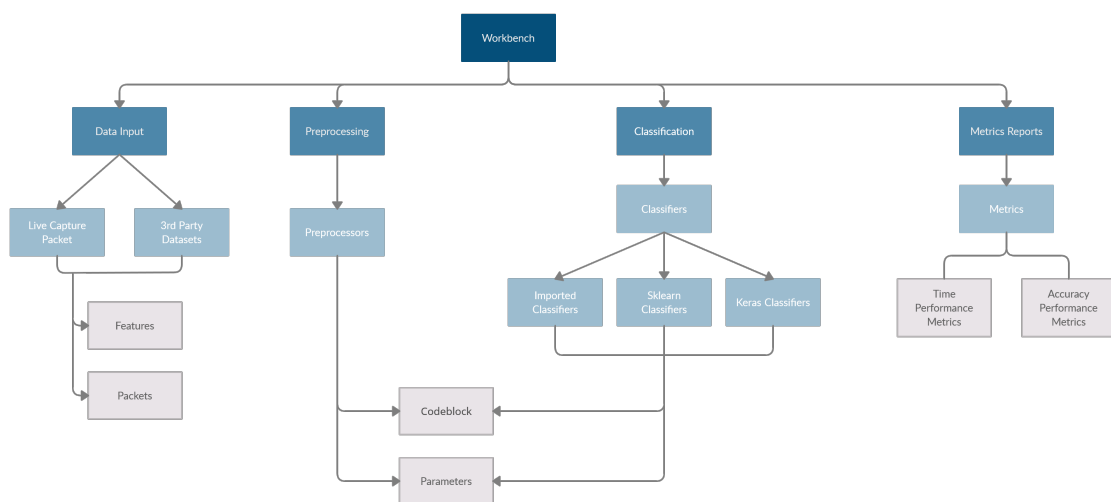 Workbench
Data Input
Preprocessing
Classification
Metrics Reports
Live Capture
Packet
3rd Party
Datasets
Preprocessors
Classifiers
Metrics
Imported
Classifiers
Sklearn
Classifiers
Keras Classifiers
Time
Performance
Metrics
Accuracy
Performance
Metrics
Features
Packets
Codeblock
Parameters